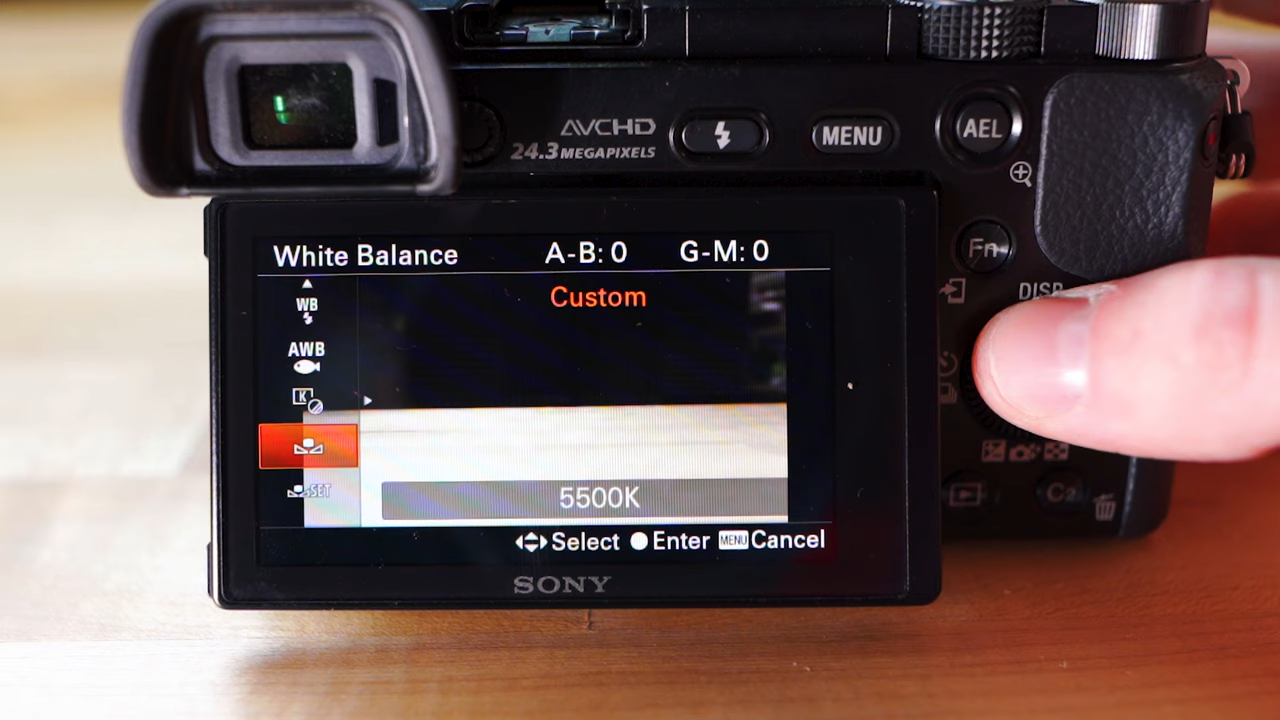 AVCHD
24.3 MEGAPIXELS
MENU
AEL
Fn
DISP
White Balance A-B: 0 G-M: 0
WB
Custom
AWB
K
SET
5500K
Select Enter MENU Cancel
C2
SONY